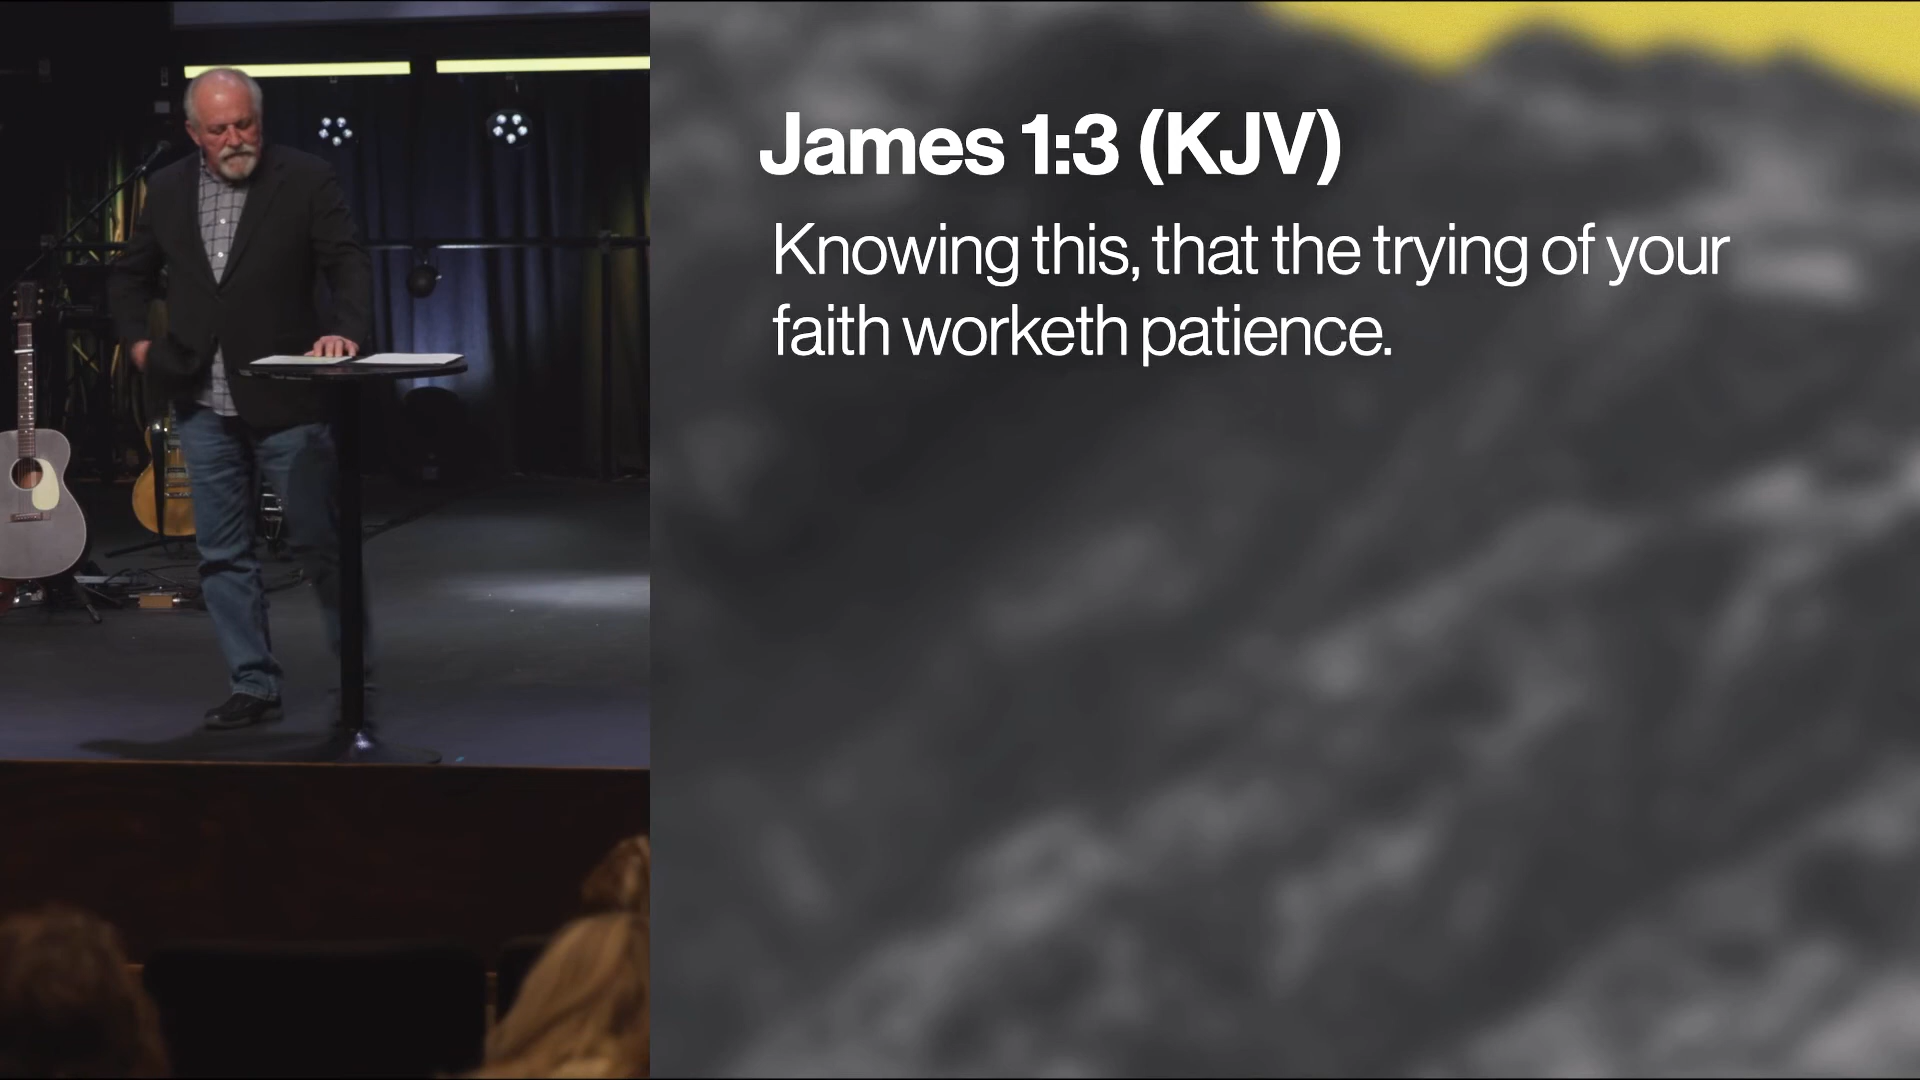 James 1:3 (KJV)
Knowing this, that the trying of your
faith worketh patience.